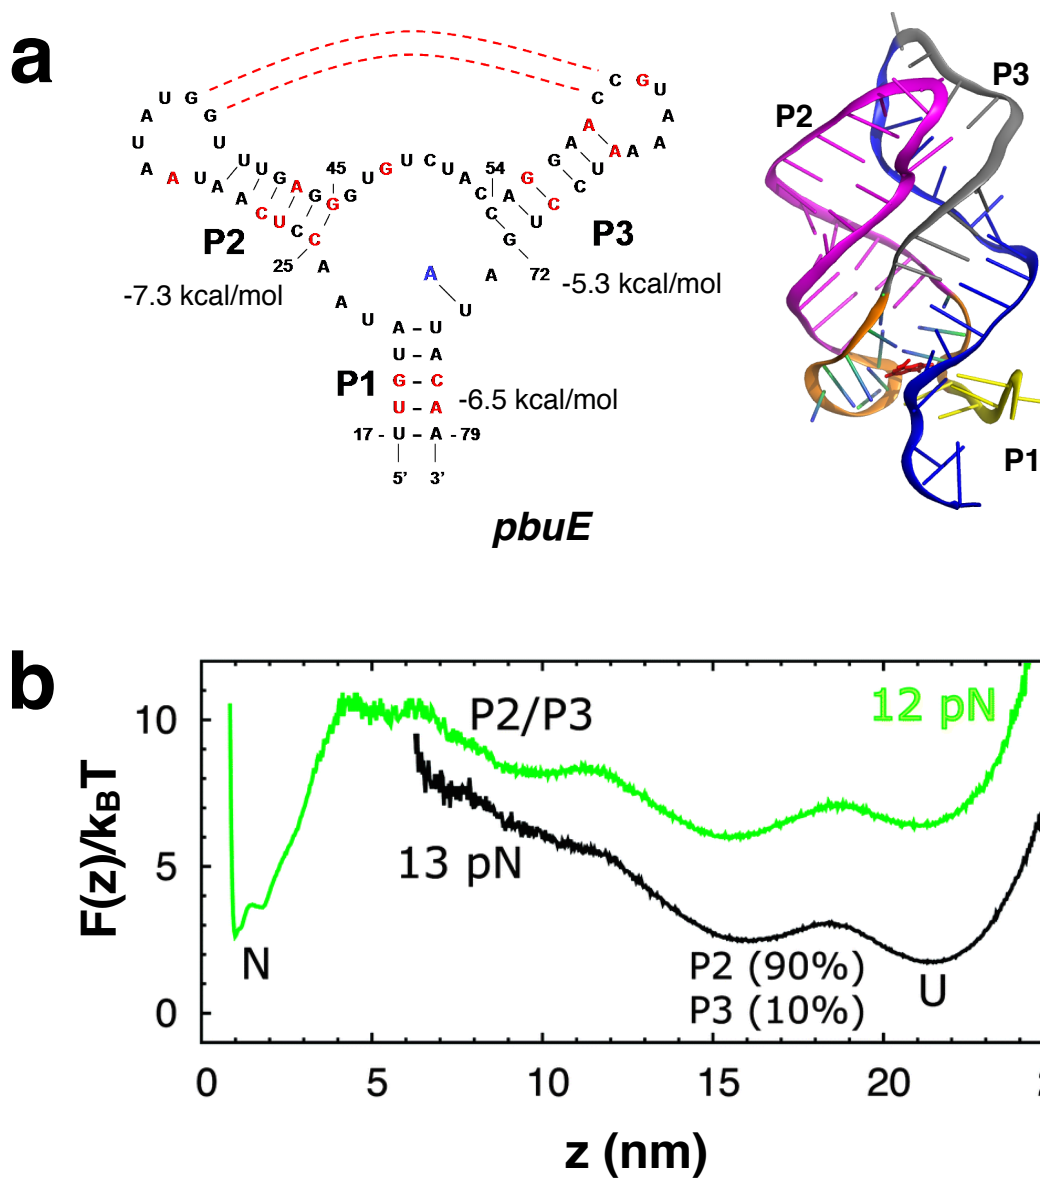 a
P3
C G
U G C U
A G A A
P2
U U A A
G A A A
U U U C G U
45 54
A U G A G G U G U C U A C A G C
A A C U C C G G C U C
P2 P3
25 A A A G 72
-7.3 kcal/mol -5.3 kcal/mol
A U U
A U
U A
P1 G C -6.5 kcal/mol
U A
17 - U A - 79
5' 3'
P1
pbuE
b
F(z)/kBT
10
5
0
P2/P3
12 pN
13 pN
N
P2 (90%)
P3 (10%)
U
0 5 10 15 20
z (nm)